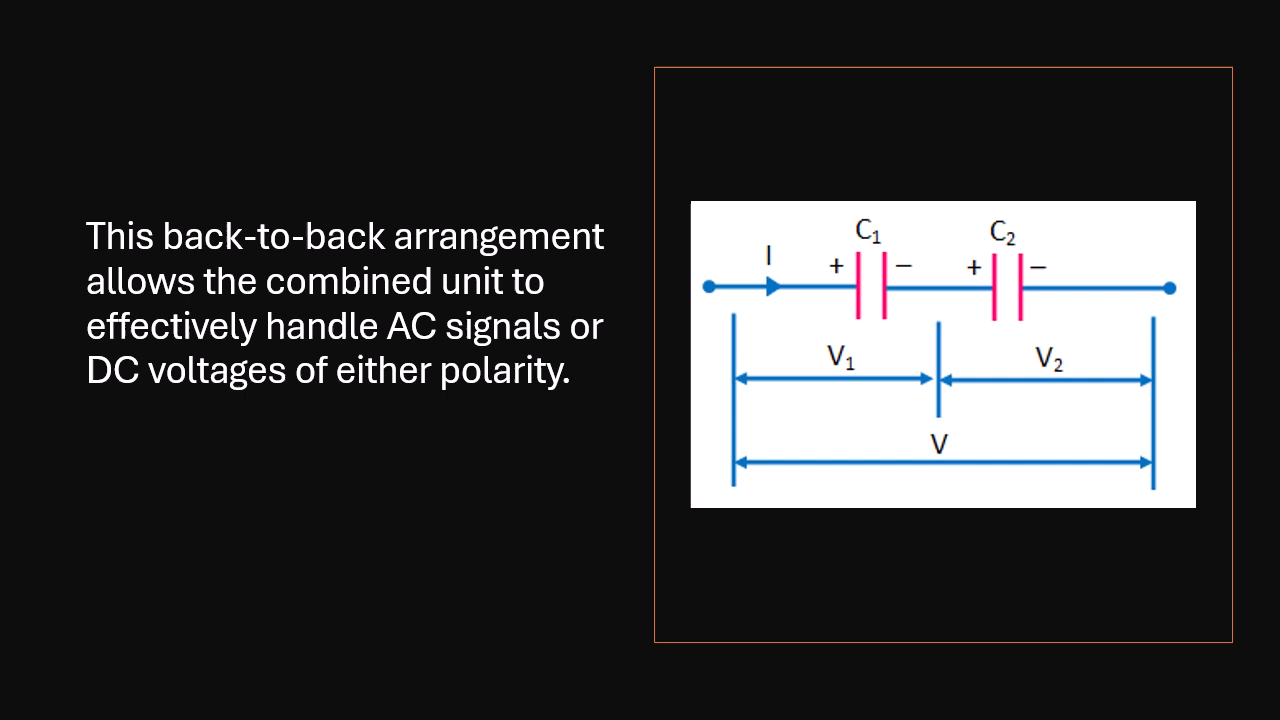 This back-to-back arrangement
allows the combined unit to
effectively handle AC signals or
DC voltages of either polarity.
C₁ C₂
I + − + −
V₁ V₂
V